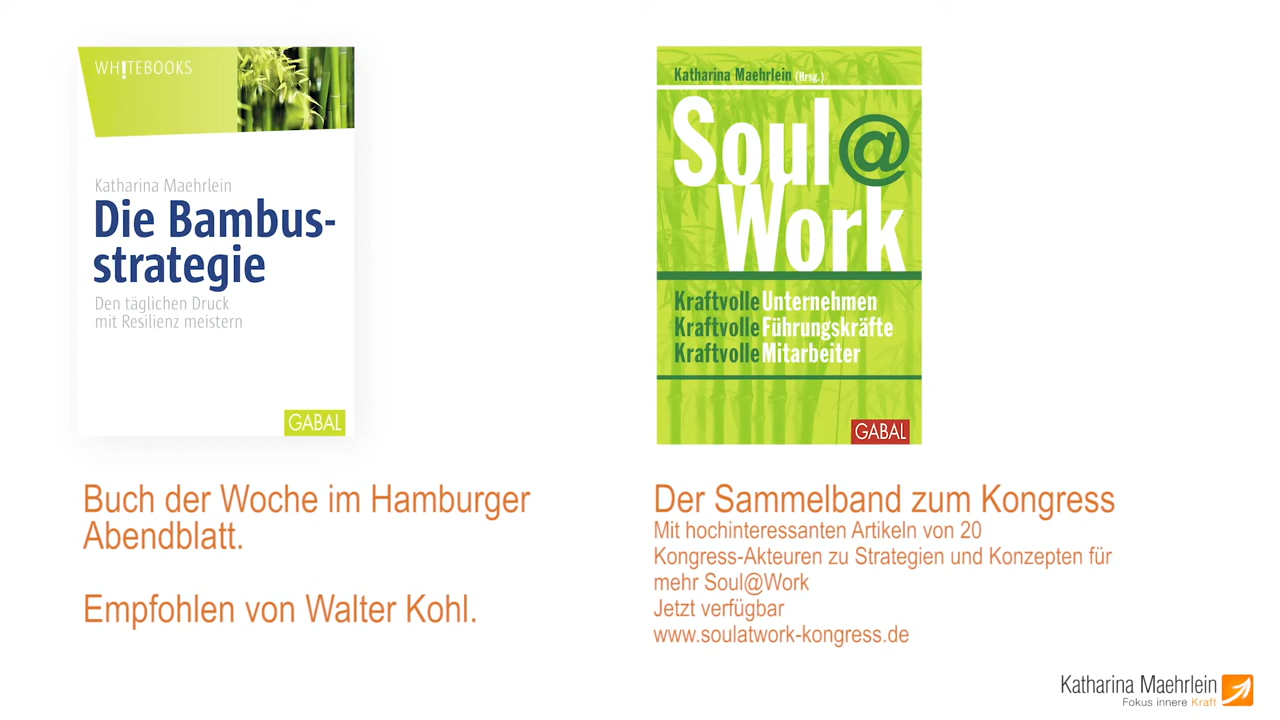 WH!TEBOOKS
Katharina Maehrlein
Die Bambus-
strategie
Den täglichen Druck
mit Resilienz meistern
GABAL
Buch der Woche im Hamburger
Abendblatt.
Empfohlen von Walter Kohl.
Katharina Maehrlein (Hrsg.)
Soul@
Work
Kraftvolle Unternehmen
Kraftvolle Führungskräfte
Kraftvolle Mitarbeiter
GABAL
Der Sammelband zum Kongress
Mit hochinteressanten Artikeln von 20
Kongress-Akteuren zu Strategien und Konzepten für
mehr Soul@Work
Jetzt verfügbar
www.soulatwork-kongress.de
Katharina Maehrlein
Fokus innere Kraft